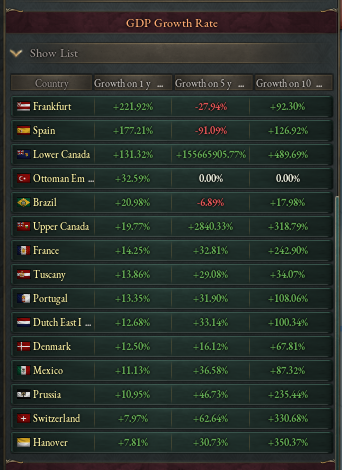 GDP Growth Rate
Show List
Country Growth on 1 y ... Growth on 5 y ... Growth on 10 ...
Frankfurt +221.92% -27.94% +92.30%
Spain +177.21% -91.09% +126.92%
Lower Canada +131.32% +155665905.77% +489.69%
Ottoman Em ... +32.59% 0.00% 0.00%
Brazil +20.98% -6.89% +17.98%
Upper Canada +19.77% +2840.33% +318.79%
France +14.25% +32.81% +242.90%
Tuscany +13.86% +29.08% +34.07%
Portugal +13.35% +31.90% +108.06%
Dutch East I ... +12.68% +33.14% +100.34%
Denmark +12.50% +16.12% +67.81%
Mexico +11.13% +36.58% +87.32%
Prussia +10.95% +46.73% +235.44%
Switzerland +7.97% +62.64% +330.68%
Hanover +7.81% +30.73% +350.37%